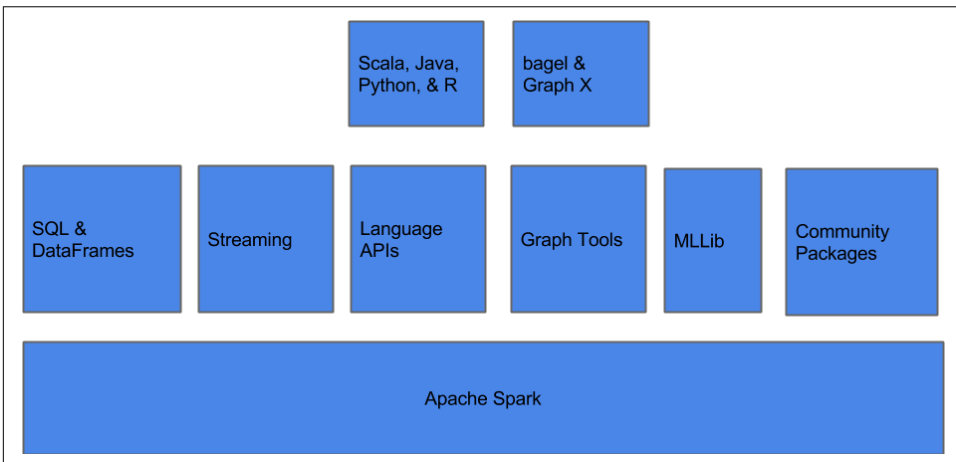 Scala, Java,
Python, & R
bagel &
Graph X
SQL &
DataFrames
Streaming
Language
APIs
Graph Tools
MLLib
Community
Packages
Apache Spark